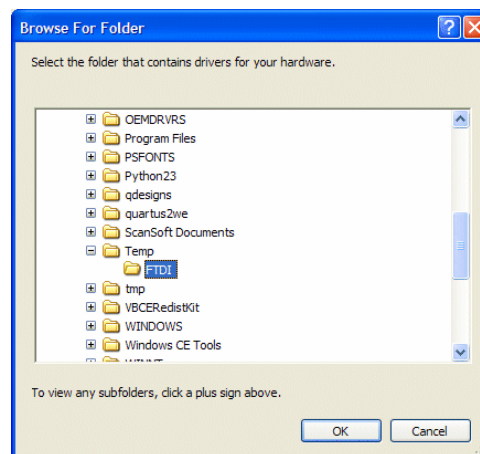 Browse For Folder
Select the folder that contains drivers for your hardware.
OEMDRVRS
Program Files
PSFONTS
Python23
qdesigns
quartus2we
ScanSoft Documents
Temp
FTDI
tmp
VBCERedistKit
WINDOWS
Windows CE Tools
To view any subfolders, click a plus sign above.
OK Cancel